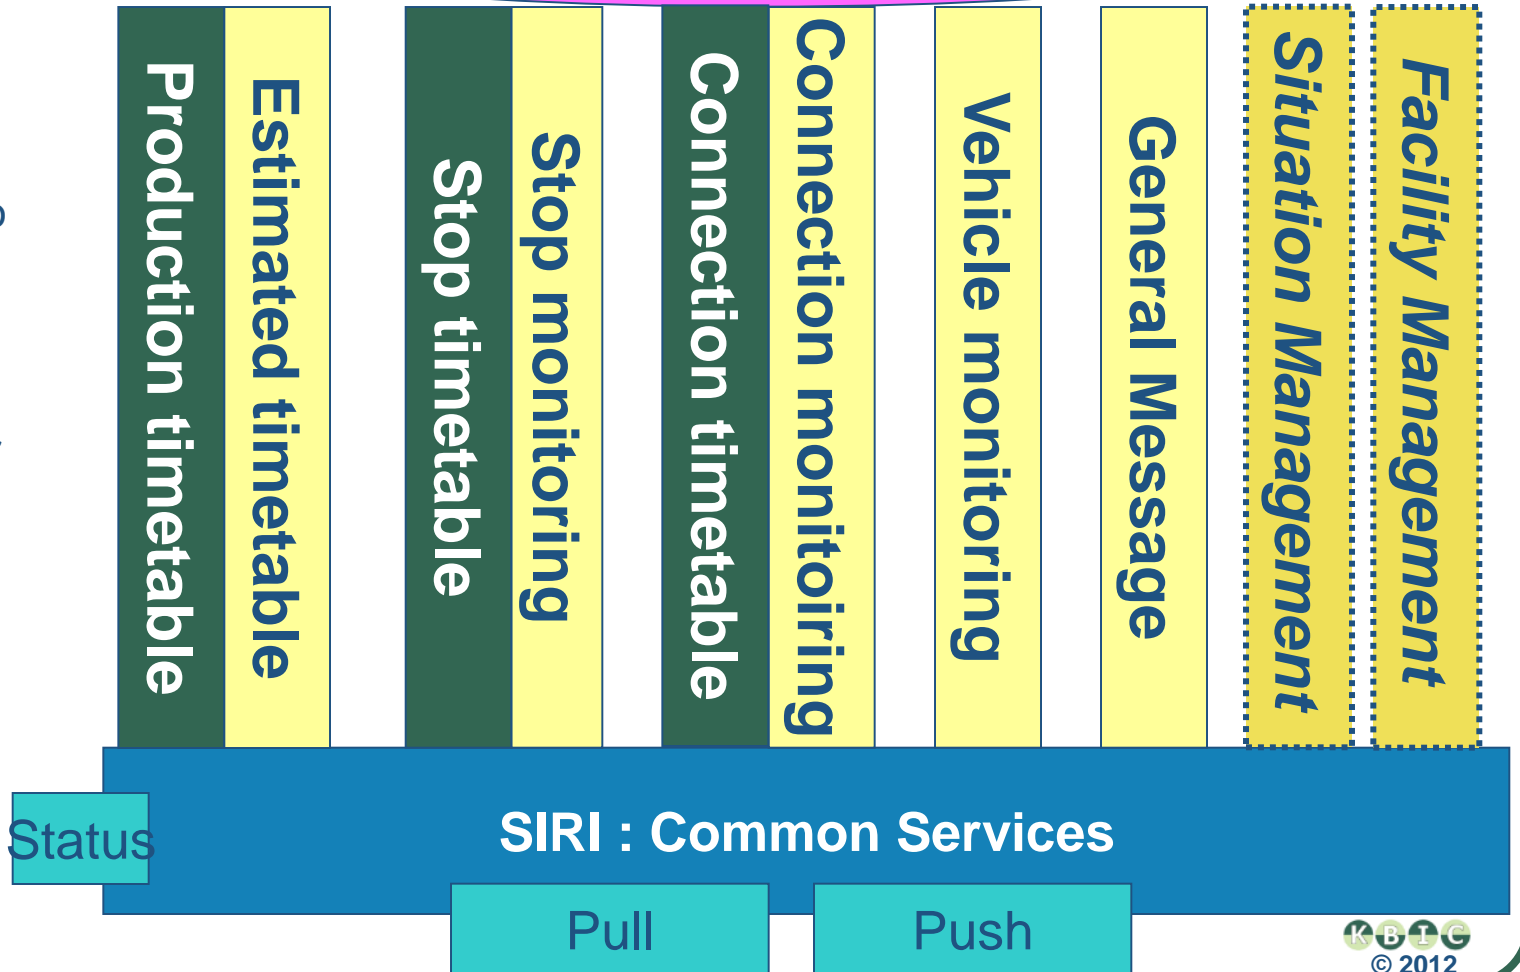 Production timetable
Estimated timetable
Stop timetable
Stop monitoring
Connection timetable
Connection monitoiring
Vehicle monitoring
General Message
Situation Management
Facility Management
SIRI : Common Services
Status
Pull
Push
KBIC
© 2012